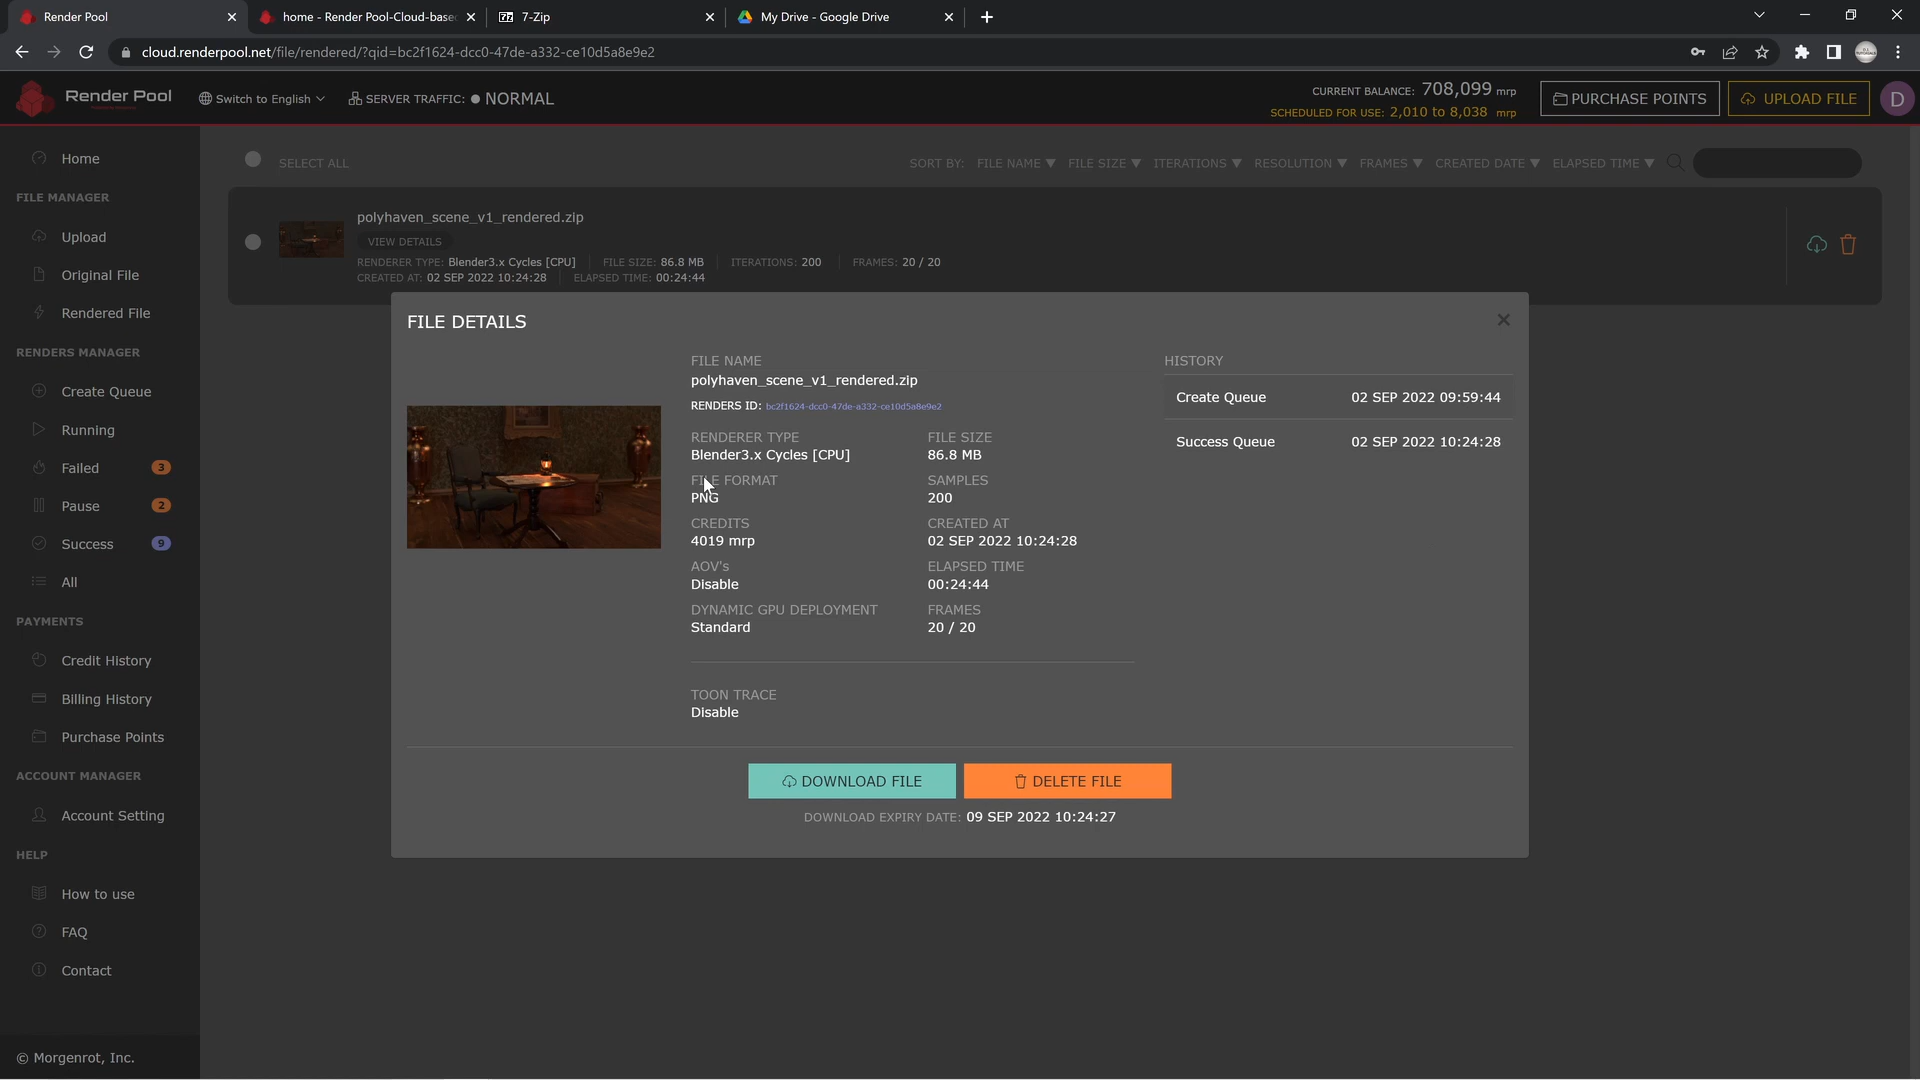 Render Pool
home - Render Pool-Cloud-base
7-Zip
My Drive - Google Drive
cloud.renderpool.net/file/rendered/?qid=bc2f1624-dcc0-47de-a332-ce10d5a8e9e2
Render Pool
Switch to English
SERVER TRAFFIC: NORMAL
CURRENT BALANCE: 708,099 mrp
SCHEDULED FOR USE: 2,010 to 8,038 mrp
PURCHASE POINTS
UPLOAD FILE
D
Home
FILE MANAGER
Upload
Original File
Rendered File
RENDERS MANAGER
Create Queue
Running
Failed 3
Pause 2
Success 9
All
PAYMENTS
Credit History
Billing History
Purchase Points
ACCOUNT MANAGER
Account Setting
HELP
How to use
FAQ
Contact
© Morgenrot, Inc.
SELECT ALL
SORT BY: FILE NAME ▼ FILE SIZE ▼ ITERATIONS ▼ RESOLUTION ▼ FRAMES ▼ CREATED DATE ▼ ELAPSED TIME ▼
polyhaven_scene_v1_rendered.zip
VIEW DETAILS
RENDERER TYPE: Blender3.x Cycles [CPU] FILE SIZE: 86.8 MB ITERATIONS: 200 FRAMES: 20 / 20
CREATED AT: 02 SEP 2022 10:24:28 ELAPSED TIME: 00:24:44
FILE DETAILS
FILE NAME
polyhaven_scene_v1_rendered.zip
RENDERS ID: bc2f1624-dcc0-47de-a332-ce10d5a8e9e2
RENDERER TYPE
Blender3.x Cycles [CPU]
FILE SIZE
86.8 MB
FILE FORMAT
PNG
SAMPLES
200
CREDITS
4019 mrp
CREATED AT
02 SEP 2022 10:24:28
AOV's
Disable
ELAPSED TIME
00:24:44
DYNAMIC GPU DEPLOYMENT
Standard
FRAMES
20 / 20
TOON TRACE
Disable
HISTORY
Create Queue 02 SEP 2022 09:59:44
Success Queue 02 SEP 2022 10:24:28
DOWNLOAD FILE
DELETE FILE
DOWNLOAD EXPIRY DATE: 09 SEP 2022 10:24:27